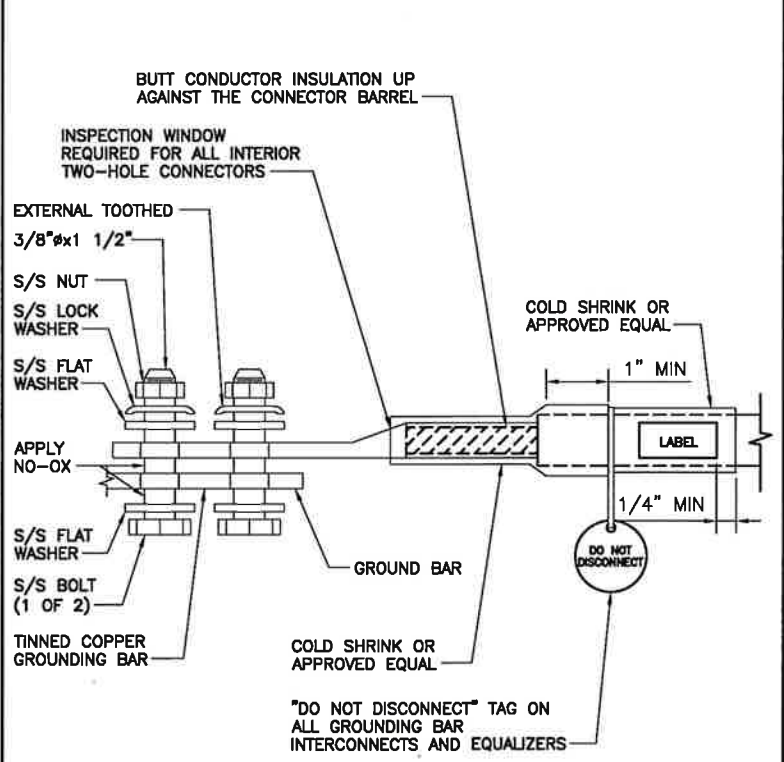 BUTT CONDUCTOR INSULATION UP
AGAINST THE CONNECTOR BARREL
INSPECTION WINDOW
REQUIRED FOR ALL INTERIOR
TWO-HOLE CONNECTORS
EXTERNAL TOOTHED
3/8"øx1 1/2"
S/S NUT
S/S LOCK
WASHER
S/S FLAT
WASHER
APPLY
NO-OX
S/S FLAT
WASHER
S/S BOLT
(1 OF 2)
TINNED COPPER
GROUNDING BAR
GROUND BAR
COLD SHRINK OR
APPROVED EQUAL
1" MIN
LABEL
1/4" MIN
DO NOT
DISCONNECT
COLD SHRINK OR
APPROVED EQUAL
"DO NOT DISCONNECT" TAG ON
ALL GROUNDING BAR
INTERCONNECTS AND EQUALIZERS